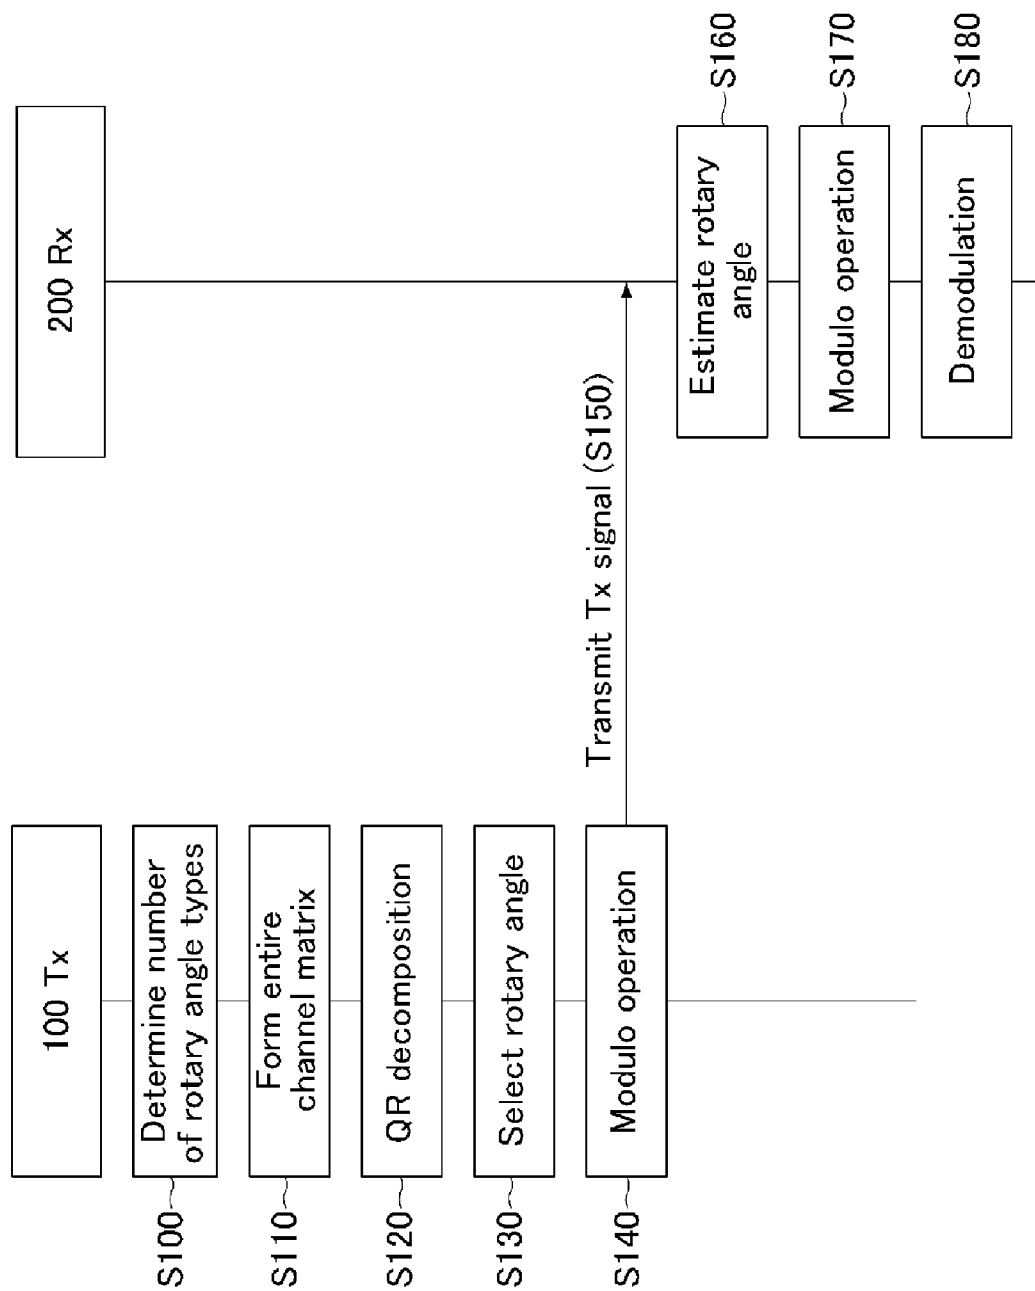 100 Tx
200 Rx
S100
Determine number
of rotary angle types
S110
Form entire
channel matrix
S120
QR decomposition
S130
Select rotary angle
S140
Modulo operation
Transmit Tx signal (S150)
Estimate rotary
angle
S160
Modulo operation
S170
Demodulation
S180